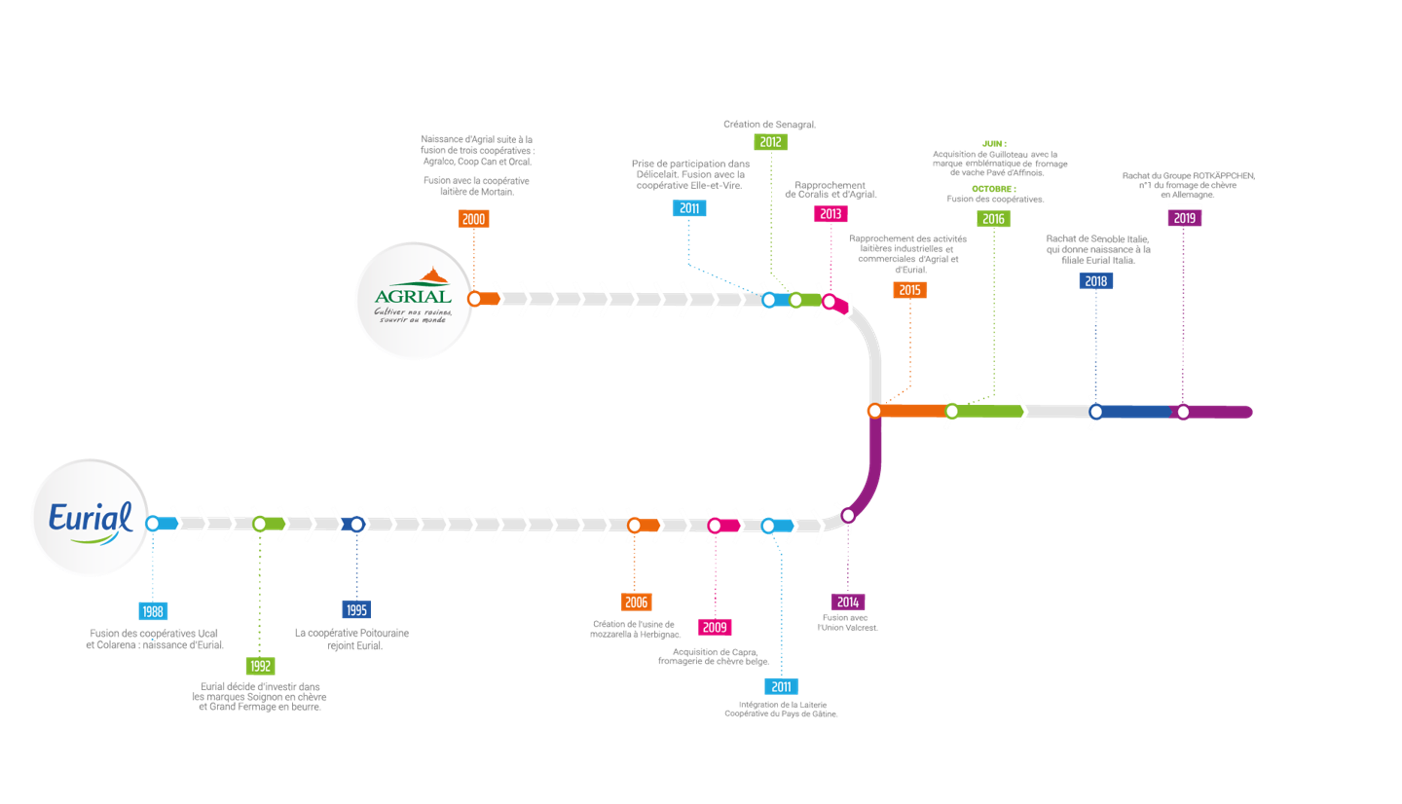 Naissance d'Agrial suite à la
fusion de trois coopératives :
Agralco, Coop Can et Orcal.
Fusion avec la coopérative
laitière de Mortain.
2000
Prise de participation dans
Délicelait. Fusion avec la
coopérative Elle-et-Vire.
2011
Création de Senagral.
2012
Rapprochement
de Coralis et d'Agrial.
2013
Rapprochement des activités
laitières industrielles et
commerciales d'Agrial et
d'Eurial.
2015
JUIN :
Acquisition de Guilloteau avec la
marque emblématique de fromage
de vache Pavé d'Affinois.
OCTOBRE :
Fusion des coopératives.
2016
Rachat de Senoble Italie,
qui donne naissance à la
filiale Eurial Italia.
2018
Rachat du Groupe ROTKÄPPCHEN,
n°1 du fromage de chèvre
en Allemagne.
2019
AGRIAL
Cultiver nos racines,
s'ouvrir au monde
Eurial
1988
Fusion des coopératives Ucal
et Colarena : naissance d'Eurial.
1992
Eurial décide d'investir dans
les marques Soignon en chèvre
et Grand Fermage en beurre.
1995
La coopérative Poitouraine
rejoint Eurial.
2006
Création de l'usine de
mozzarella à Herbignac.
2009
Acquisition de Capra,
fromagerie de chèvre belge.
2011
Intégration de la Laiterie
Coopérative du Pays de Gâtine.
2014
Fusion avec
l'Union Valcrest.